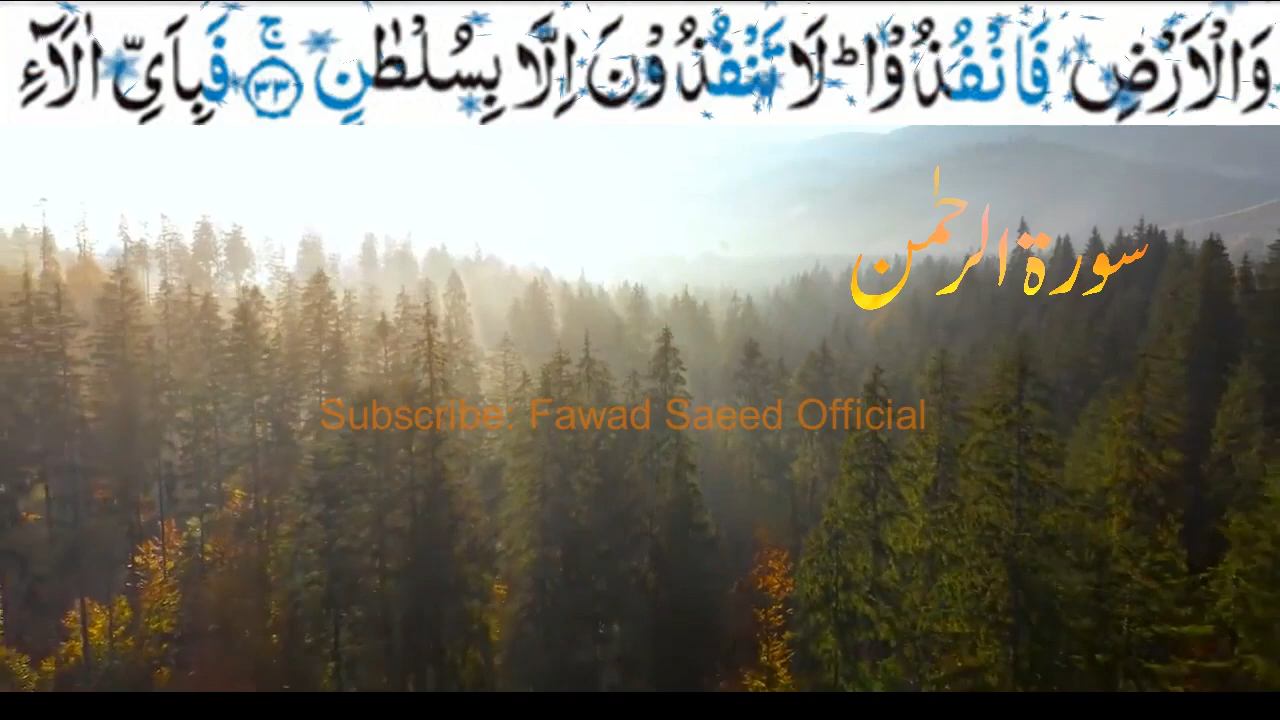 وَالۡاَرۡضِ فَانۡفُذُوۡا ؕ لَا تَنۡفُذُوۡنَ اِلَّا بِسُلۡطٰنٍ ۚ ﴿۳۳﴾ فَبِاَىِّ اٰلَاۤءِ
سورۃ الرحمٰن
Subscribe: Fawad Saeed Official